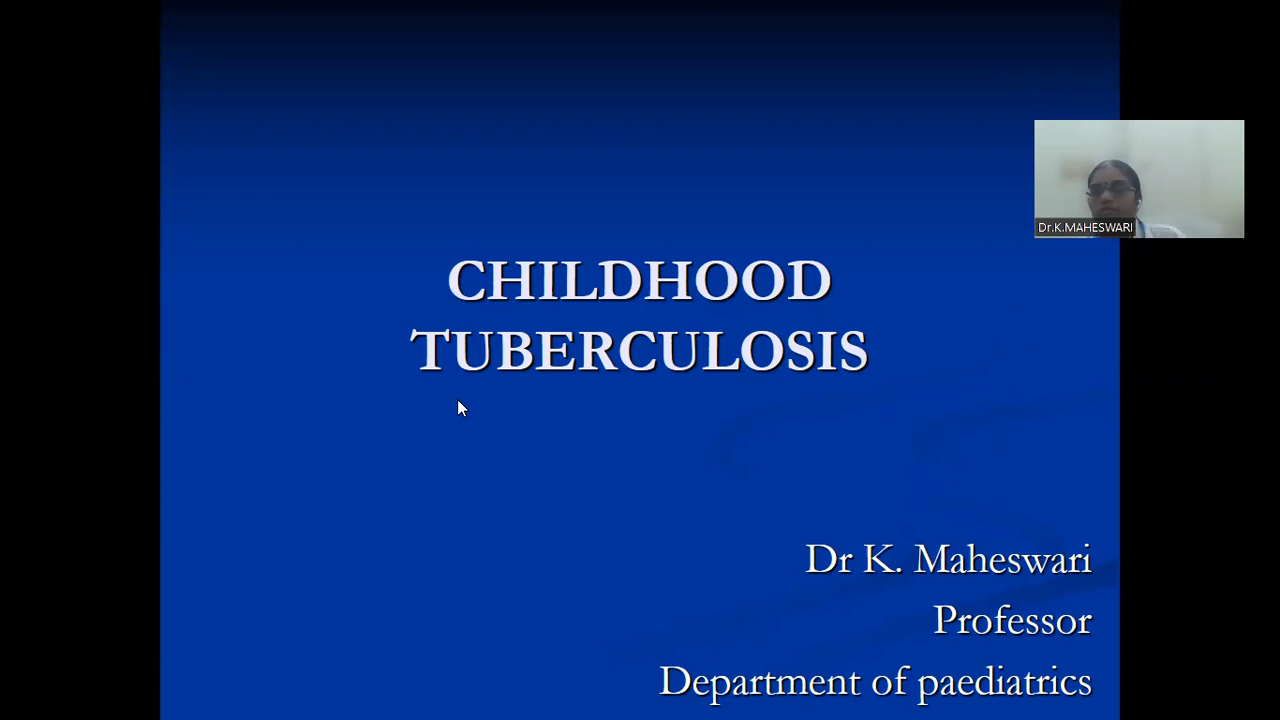 CHILDHOOD
TUBERCULOSIS
Dr.K.MAHESWARI
Dr K. Maheswari
Professor
Department of paediatrics